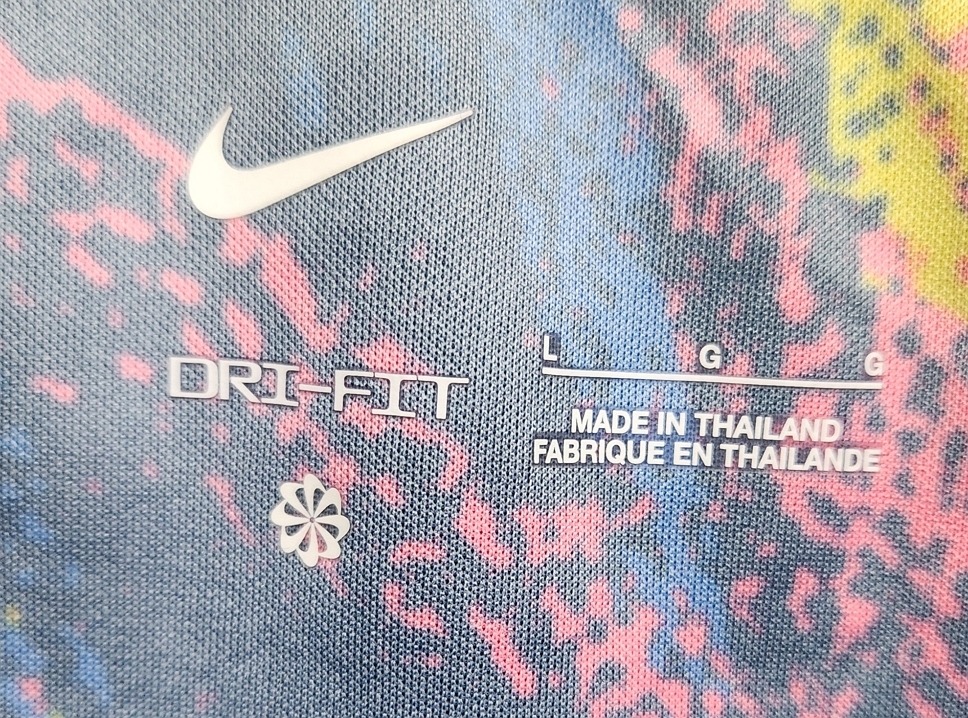 DRI-FIT
L G G
MADE IN THAILAND
FABRIQUE EN THAILANDE